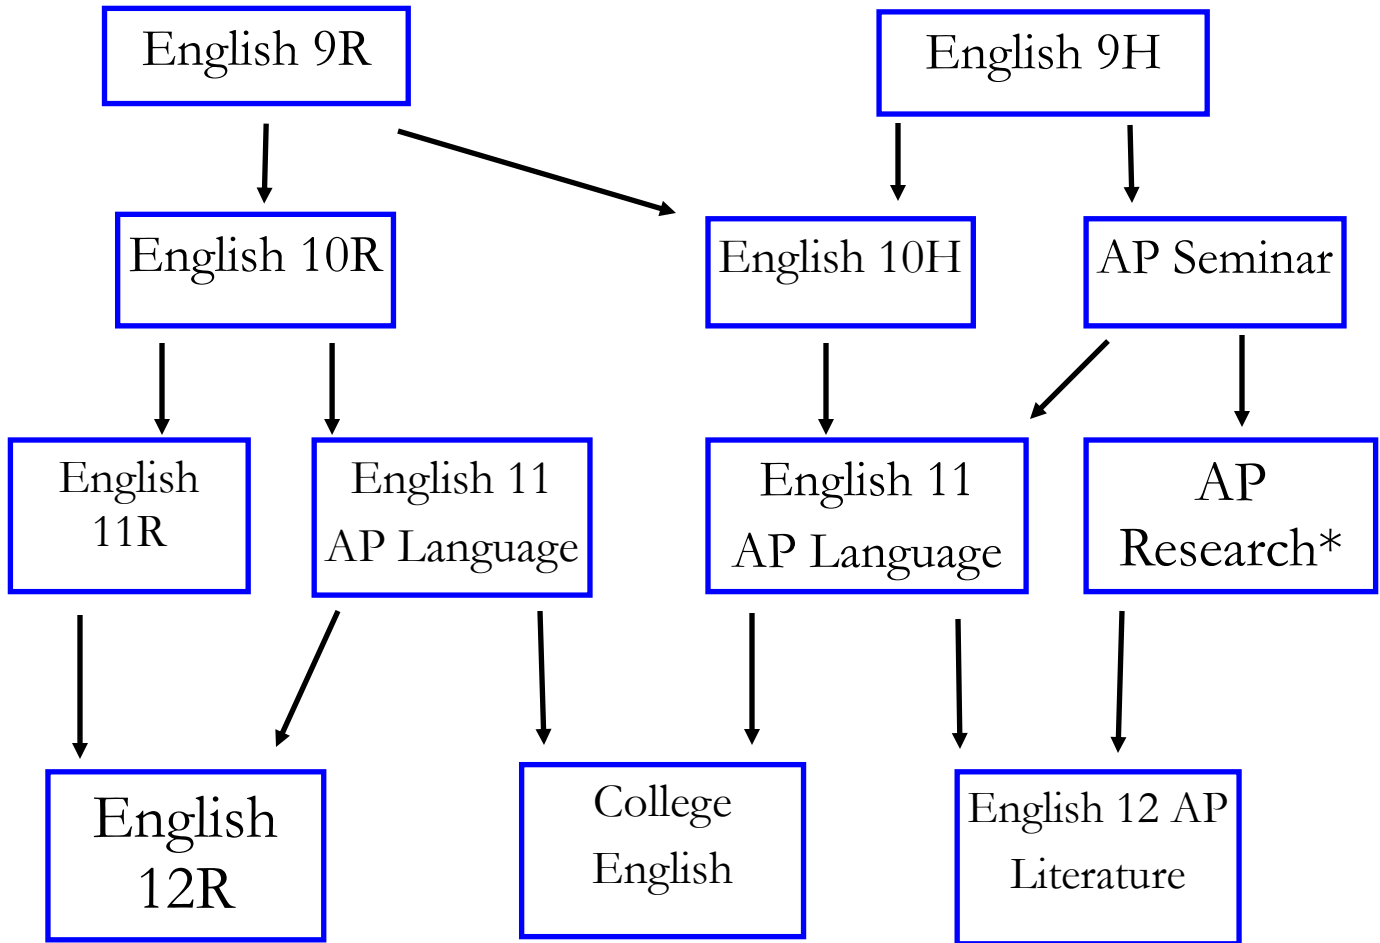 English 9R
English 9H
English 10R
English 10H
AP Seminar
English
11R
English 11
AP Language
English 11
AP Language
AP
Research*
English
12R
College
English
English 12 AP
Literature